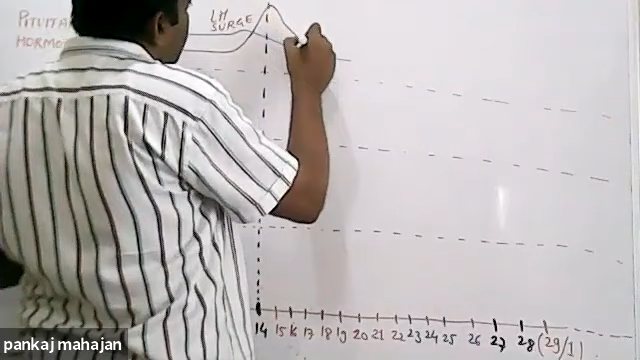 PITUITA
HORMO
LH
SURGE
14 15 16 17 18 19 20 21 22 23 24 25 26 27 28 (29/1)
pankaj mahajan